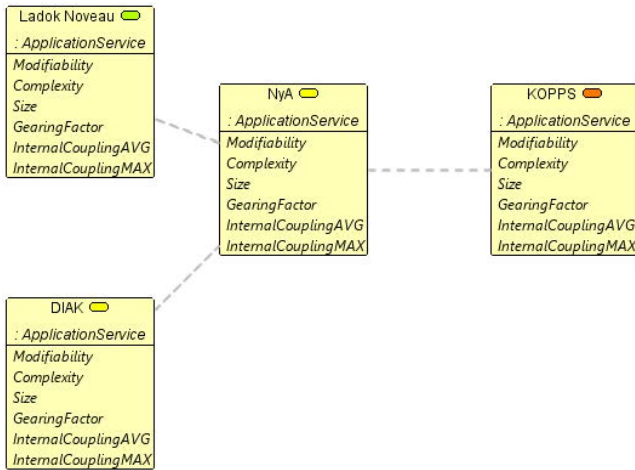 Ladok Noveau
: ApplicationService
Modifiability
Complexity
Size
GearingFactor
InternalCouplingAVG
InternalCouplingMAX
NyA
: ApplicationService
Modifiability
Complexity
Size
GearingFactor
InternalCouplingAVG
InternalCouplingMAX
KOPPS
: ApplicationService
Modifiability
Complexity
Size
GearingFactor
InternalCouplingAVG
InternalCouplingMAX
DIAK
: ApplicationService
Modifiability
Complexity
Size
GearingFactor
InternalCouplingAVG
InternalCouplingMAX